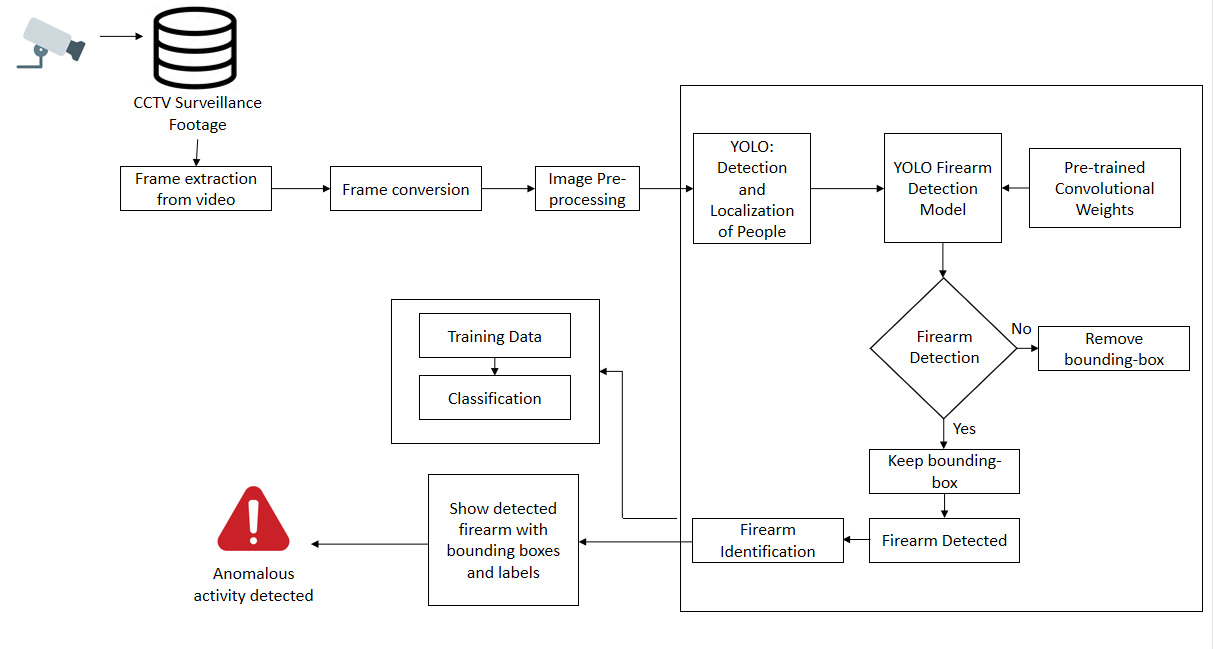 CCTV Surveillance
Footage
Frame extraction
from video
Frame conversion
Image Pre-
processing
YOLO:
Detection
and
Localization
of People
YOLO Firearm
Detection
Model
Pre-trained
Convolutional
Weights
Firearm
Detection
No
Remove
bounding-box
Yes
Keep bounding-
box
Firearm Detected
Firearm
Identification
Training Data
Classification
Show detected
firearm with
bounding boxes
and labels
Anomalous
activity detected